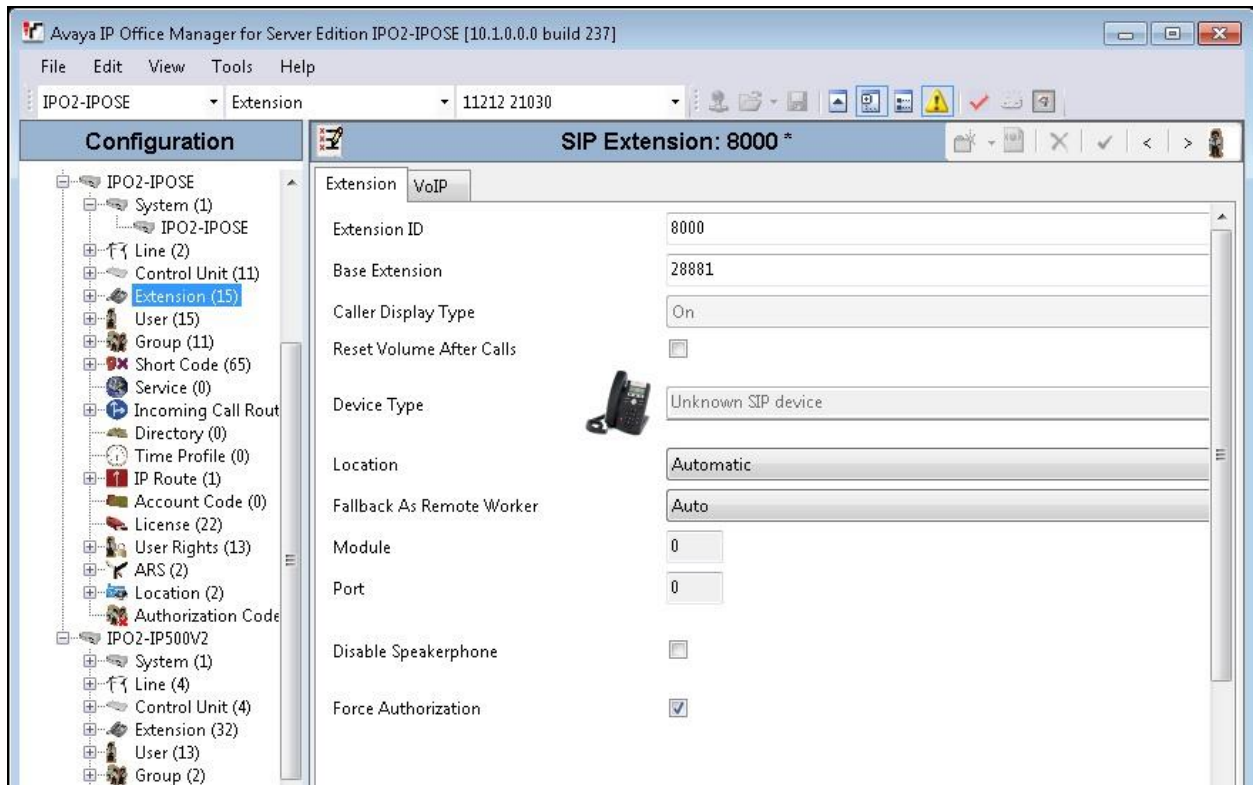 Avaya IP Office Manager for Server Edition IPO2-IPOSE [10.1.0.0.0 build 237]
File Edit View Tools Help
IPO2-IPOSE Extension 11212 21030
Configuration
IPO2-IPOSE
System (1)
IPO2-IPOSE
Line (2)
Control Unit (11)
Extension (15)
User (15)
Group (11)
Short Code (65)
Service (0)
Incoming Call Rout
Directory (0)
Time Profile (0)
IP Route (1)
Account Code (0)
License (22)
User Rights (13)
ARS (2)
Location (2)
Authorization Code
IPO2-IP500V2
System (1)
Line (4)
Control Unit (4)
Extension (32)
User (13)
Group (2)
SIP Extension: 8000 *
Extension VoIP
Extension ID 8000
Base Extension 28881
Caller Display Type On
Reset Volume After Calls
Device Type Unknown SIP device
Location Automatic
Fallback As Remote Worker Auto
Module 0
Port 0
Disable Speakerphone
Force Authorization